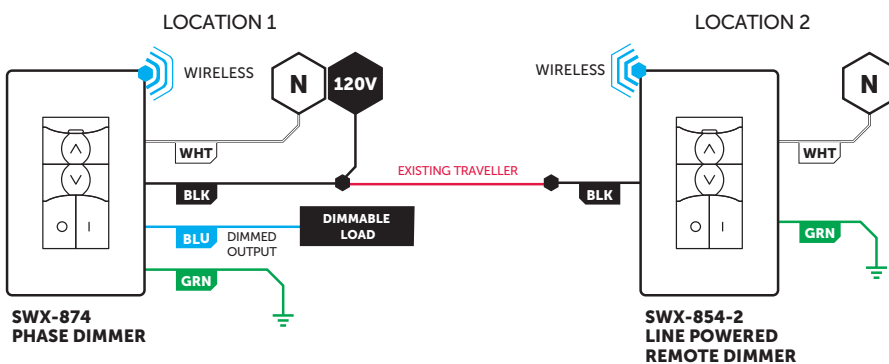 LOCATION 1
WIRELESS
N
120V
WHT
BLK
EXISTING TRAVELLER
BLU
DIMMED
OUTPUT
DIMMABLE
LOAD
GRN
O
I
SWX-874
PHASE DIMMER
LOCATION 2
WIRELESS
N
WHT
BLK
GRN
O
I
SWX-854-2
LINE POWERED
REMOTE DIMMER